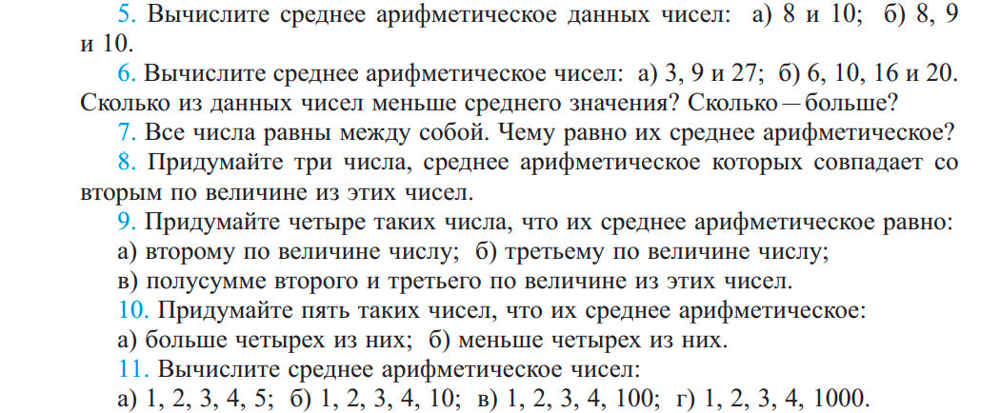 5. Вычислите среднее арифметическое данных чисел: а) 8 и 10; б) 8, 9
и 10.
6. Вычислите среднее арифметическое чисел: а) 3, 9 и 27; б) 6, 10, 16 и 20.
Сколько из данных чисел меньше среднего значения? Сколько — больше?
7. Все числа равны между собой. Чему равно их среднее арифметическое?
8. Придумайте три числа, среднее арифметическое которых совпадает со
вторым по величине из этих чисел.
9. Придумайте четыре таких числа, что их среднее арифметическое равно:
а) второму по величине числу; б) третьему по величине числу;
в) полусумме второго и третьего по величине из этих чисел.
10. Придумайте пять таких чисел, что их среднее арифметическое:
а) больше четырех из них; б) меньше четырех из них.
11. Вычислите среднее арифметическое чисел:
а) 1, 2, 3, 4, 5; б) 1, 2, 3, 4, 10; в) 1, 2, 3, 4, 100; г) 1, 2, 3, 4, 1000.